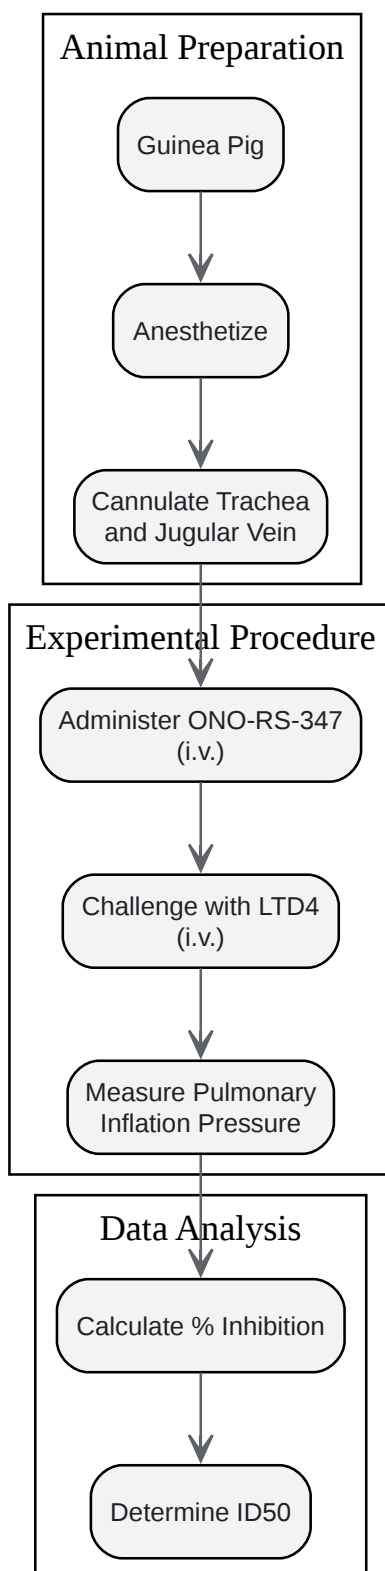 Animal Preparation
Guinea Pig
Anesthetize
Cannulate Trachea
and Jugular Vein
Experimental Procedure
Administer ONO-RS-347
(i.v.)
Challenge with LTD4
(i.v.)
Measure Pulmonary
Inflation Pressure
Data Analysis
Calculate % Inhibition
Determine ID50